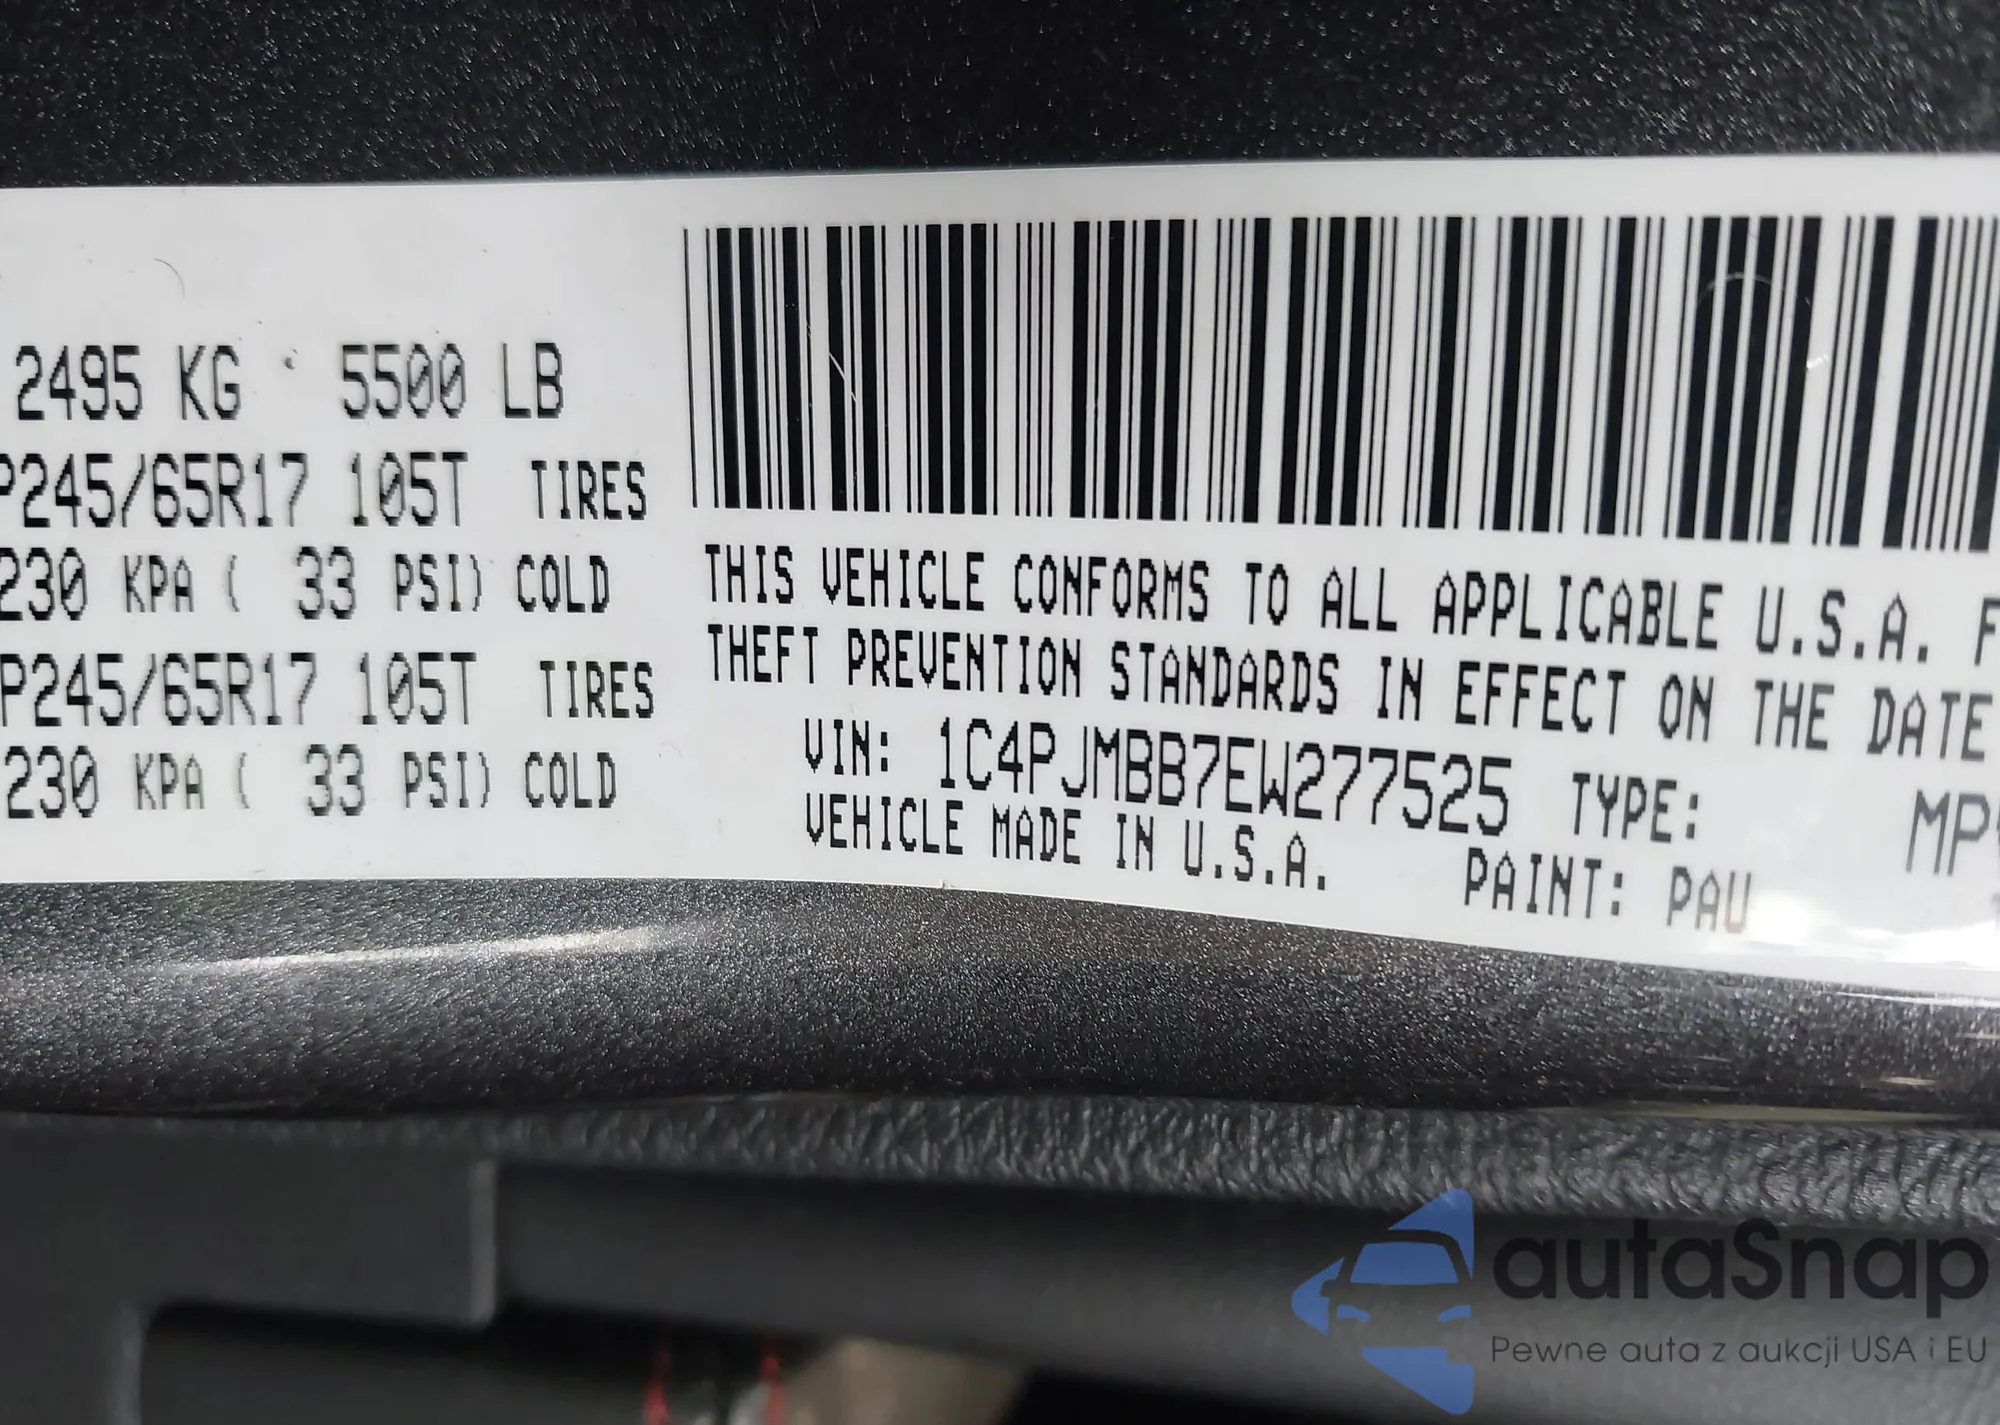 2495 KG 5500 LB
P245/65R17 105T TIRES
230 KPA ( 33 PSI) COLD
P245/65R17 105T TIRES
230 KPA ( 33 PSI) COLD
THIS VEHICLE CONFORMS TO ALL APPLICABLE U.S.A. F
THEFT PREVENTION STANDARDS IN EFFECT ON THE DATE
VIN: 1C4PJMBB7EW277525 TYPE: MPV
VEHICLE MADE IN U.S.A. PAINT: PAU
autaSnap
Pewne auta z aukcji USA i EU